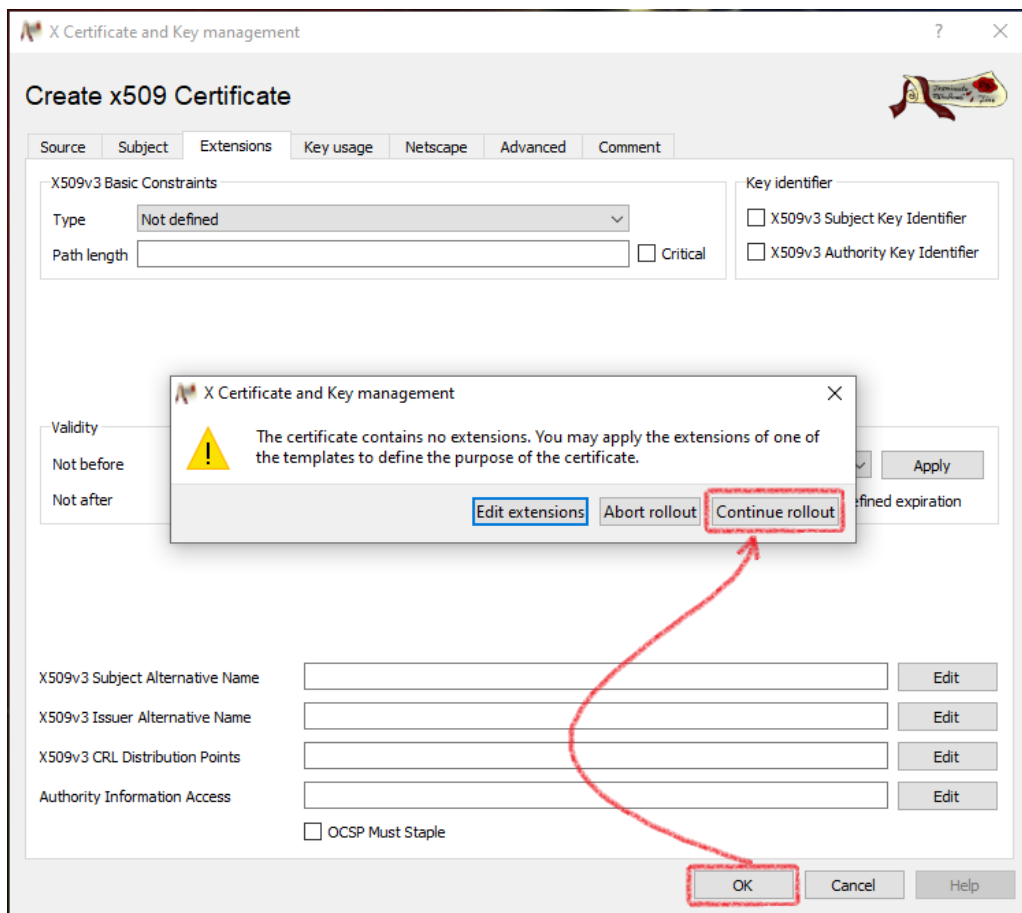 X Certificate and Key management
?
Create x509 Certificate
Source Subject Extensions Key usage Netscape Advanced Comment
X509v3 Basic Constraints
Type Not defined
Path length Critical
Key identifier
X509v3 Subject Key Identifier
X509v3 Authority Key Identifier
X Certificate and Key management
The certificate contains no extensions. You may apply the extensions of one of
the templates to define the purpose of the certificate.
Edit extensions Abort rollout Continue rollout
Validity
Not before Apply
Not after efined expiration
X509v3 Subject Alternative Name Edit
X509v3 Issuer Alternative Name Edit
X509v3 CRL Distribution Points Edit
Authority Information Access Edit
OCSP Must Staple
OK Cancel Help